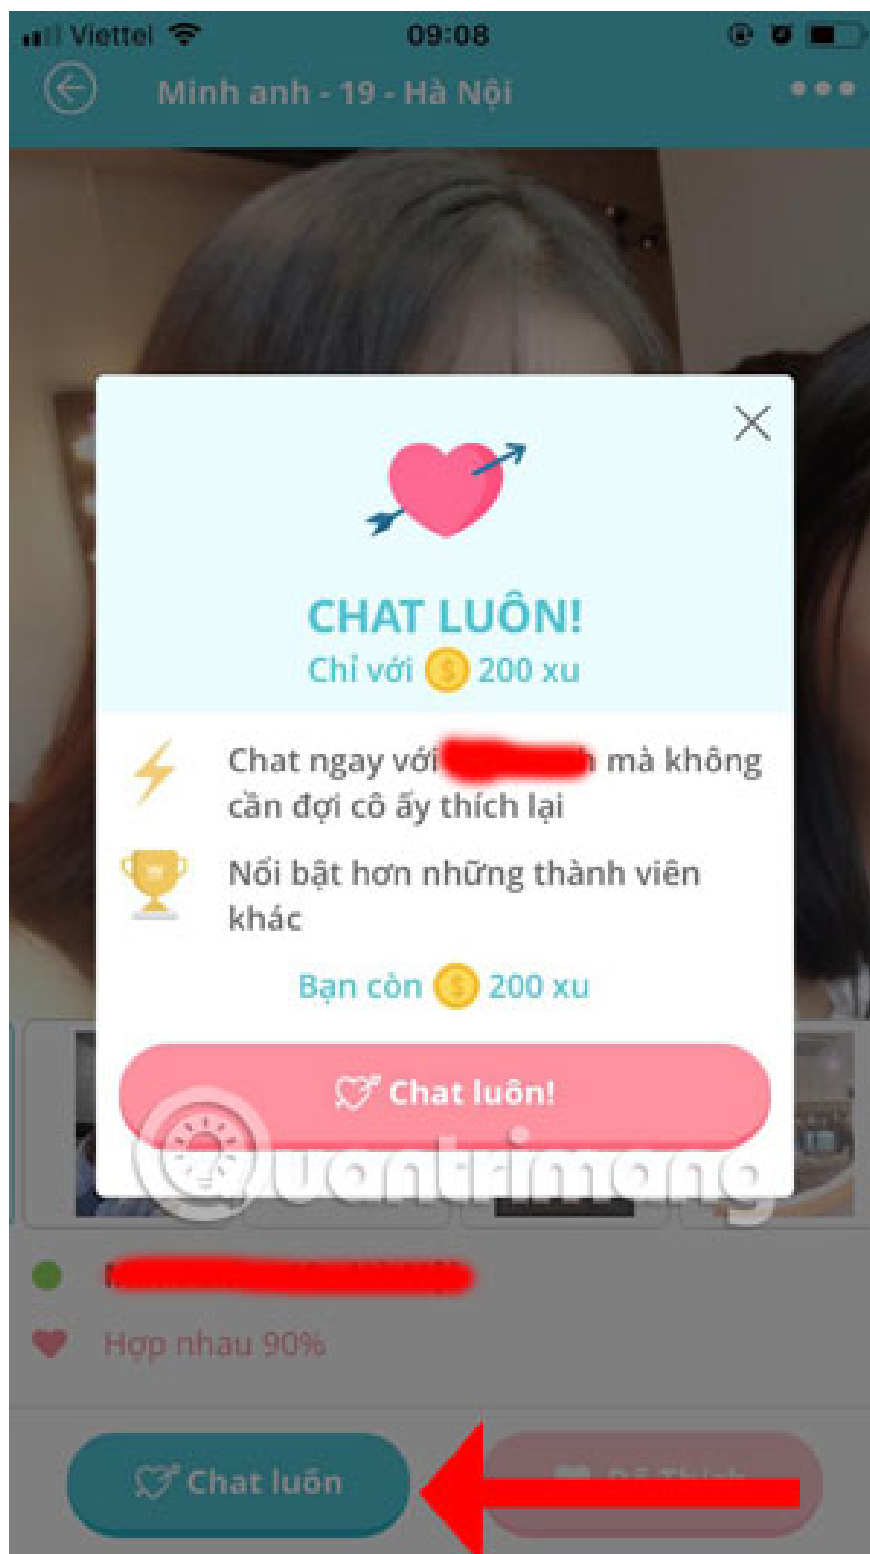 Viettel 09:08
Minh anh - 19 - Hà Nội
CHAT LUÔN!
Chỉ với 200 xu
Chat ngay với mà không
cần đợi cô ấy thích lại
Nổi bật hơn những thành viên
khác
Bạn còn 200 xu
Chat luôn!
Quantrimang
Hợp nhau 90%
Chat luôn